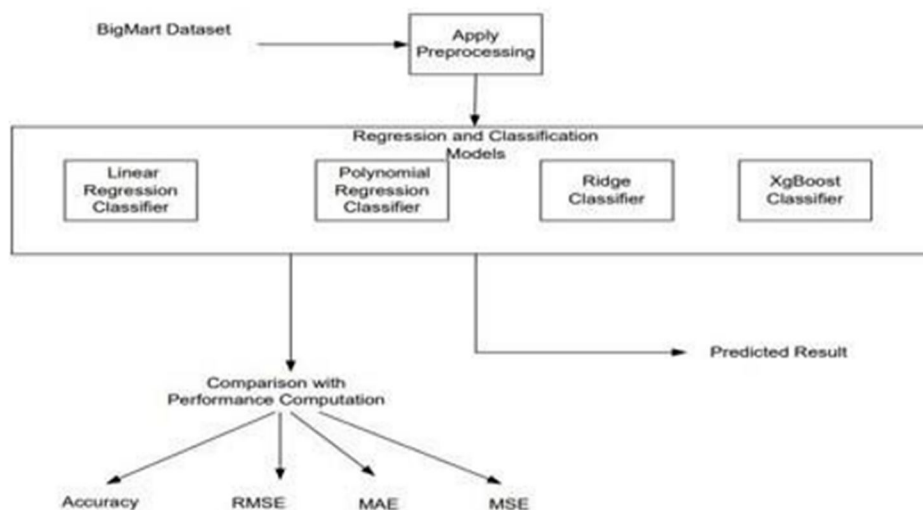 BigMart Dataset
Apply
Preprocessing
Regression and Classification
Models
Linear
Regression
Classifier
Polynomial
Regression
Classifier
Ridge
Classifier
XgBoost
Classifier
Predicted Result
Comparison with
Performance Computation
Accuracy
RMSE
MAE
MSE